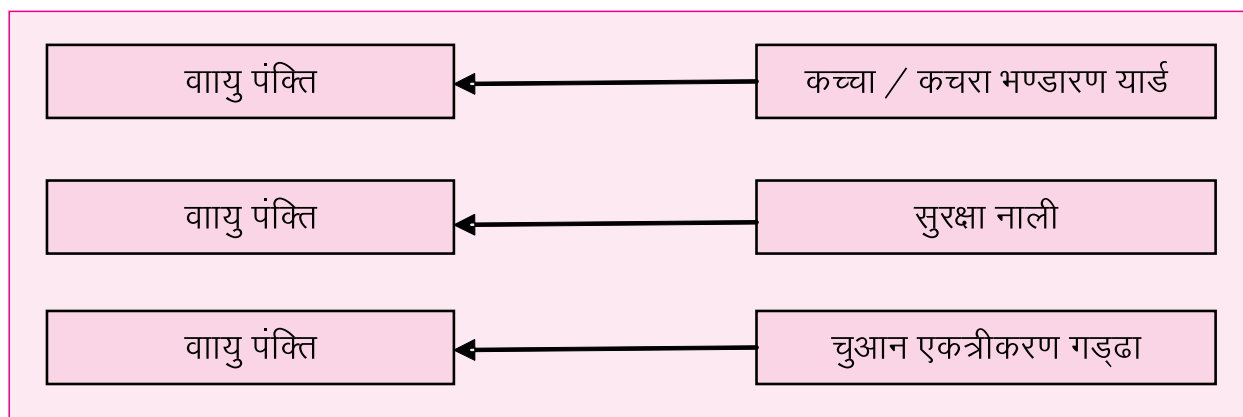 वाायु पंक्ति
कच्चा / कचरा भण्डारण यार्ड
वाायु पंक्ति
सुरक्षा नाली
वाायु पंक्ति
चुआन एकत्रीकरण गड्ढा